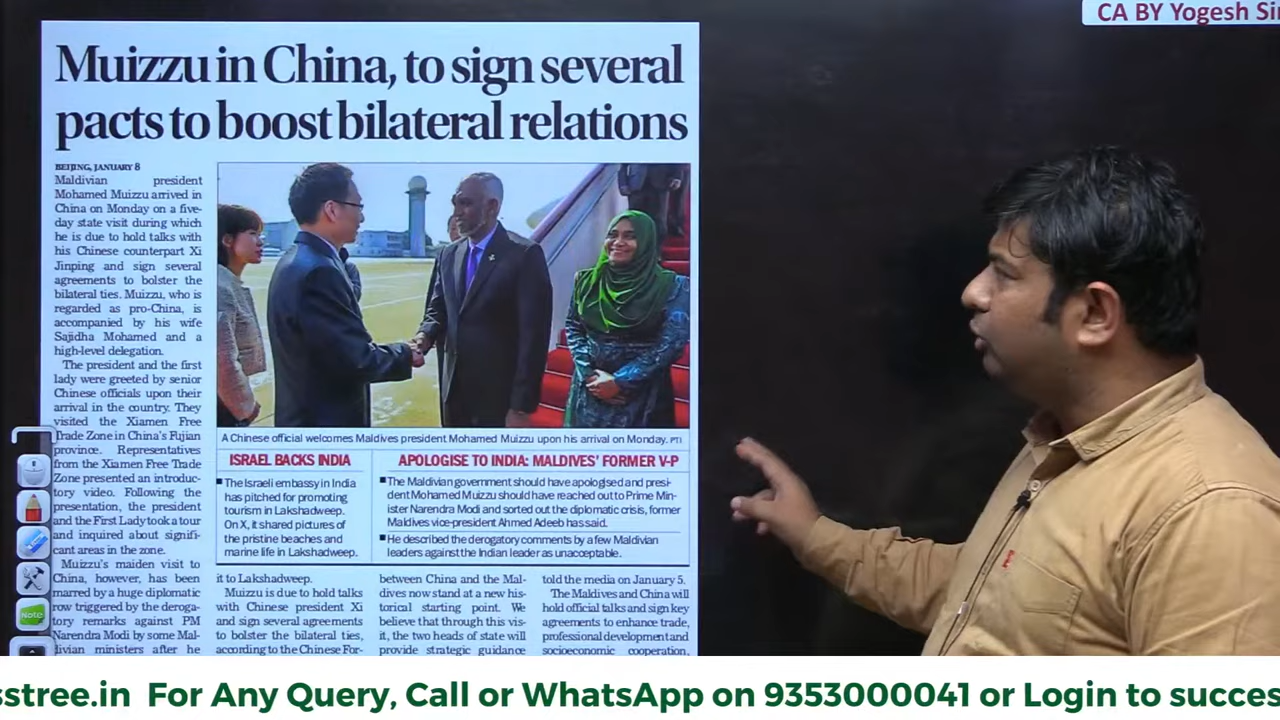 CA BY Yogesh
Muizzu in China, to sign several
pacts to boost bilateral relations
BEIJING, JANUARY 8
Maldivian president
Mohamed Muizzu arrived in
China on Monday on a five-
day state visit during which
he is due to hold talks with
his Chinese counterpart Xi
Jinping and sign several
agreements to bolster the
bilateral ties. Muizzu, who is
regarded as pro-China, is
accompanied by his wife
Sajidha Mohamed and a
high-level delegation.
The president and the first
lady were greeted by senior
Chinese officials upon their
arrival in the country. They
visited the Xiamen Free
Trade Zone in China's Fujian
province. Representatives
from the Xiamen Free Trade
Zone presented an introduc-
tory video. Following the
presentation, the president
and the First Lady took a tour
and inquired about signifi-
cant areas in the zone.
Muizzu's maiden visit to
China, however, has been
marred by a huge diplomatic
row triggered by the deroga-
tory remarks against PM
Narendra Modi by some Mal-
divian ministers after he
A Chinese official welcomes Maldives president Mohamed Muizzu upon his arrival on Monday. PTI
ISRAEL BACKS INDIA
The Israeli embassy in India
has pitched for promoting
tourism in Lakshadweep.
On X, it shared pictures of
the pristine beaches and
marine life in Lakshadweep.
APOLOGISE TO INDIA: MALDIVES' FORMER V-P
The Maldivian government should have apologised and presi-
dent Mohamed Muizzu should have reached out to Prime Min-
ister Narendra Modi and sorted out the diplomatic crisis, former
Maldives vice-president Ahmed Adeeb has said.
He described the derogatory comments by a few Maldivian
leaders against the Indian leader as unacceptable.
it to Lakshadweep.
Muizzu is due to hold talks
with Chinese president Xi
and sign several agreements
to bolster the bilateral ties,
according to the Chinese For-
between China and the Mal-
dives now stand at a new his-
torical starting point. We
believe that through this vis-
it, the two heads of state will
provide strategic guidance
told the media on January 5.
The Maldives and China will
hold official talks and sign key
agreements to enhance trade,
professional development and
socioeconomic cooperation,
Note
sstree.in For Any Query, Call or WhatsApp on 9353000041 or Login to succes